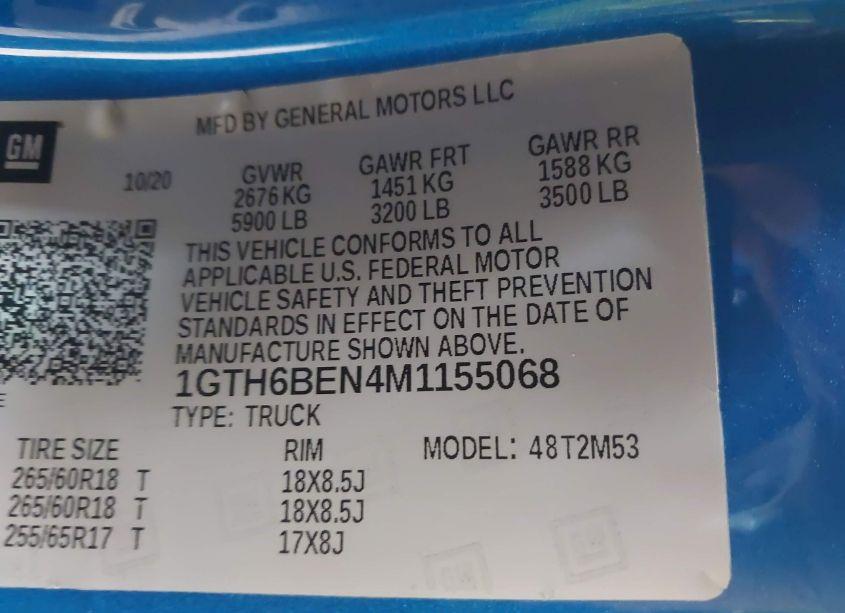 MFD BY GENERAL MOTORS LLC
GM
10/20
GVWR GAWR FRT GAWR RR
2676 KG 1451 KG 1588 KG
5900 LB 3200 LB 3500 LB
THIS VEHICLE CONFORMS TO ALL
APPLICABLE U.S. FEDERAL MOTOR
VEHICLE SAFETY AND THEFT PREVENTION
STANDARDS IN EFFECT ON THE DATE OF
MANUFACTURE SHOWN ABOVE.
1GTH6BEN4M1155068
E
TYPE: TRUCK
TIRE SIZE RIM MODEL: 48T2M53
265/60R18 T 18X8.5J
265/60R18 T 18X8.5J
255/65R17 T 17X8J
GM
GM